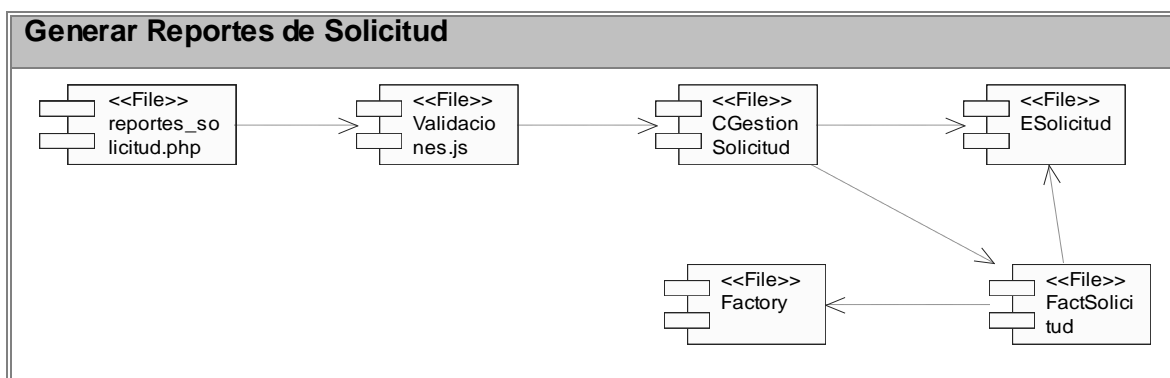 Generar Reportes de Solicitud
<<File>>
reportes_so
licitud.php
<<File>>
Validacio
nes.js
<<File>>
CGestion
Solicitud
<<File>>
ESolicitud
<<File>>
Factory
<<File>>
FactSolici
tud